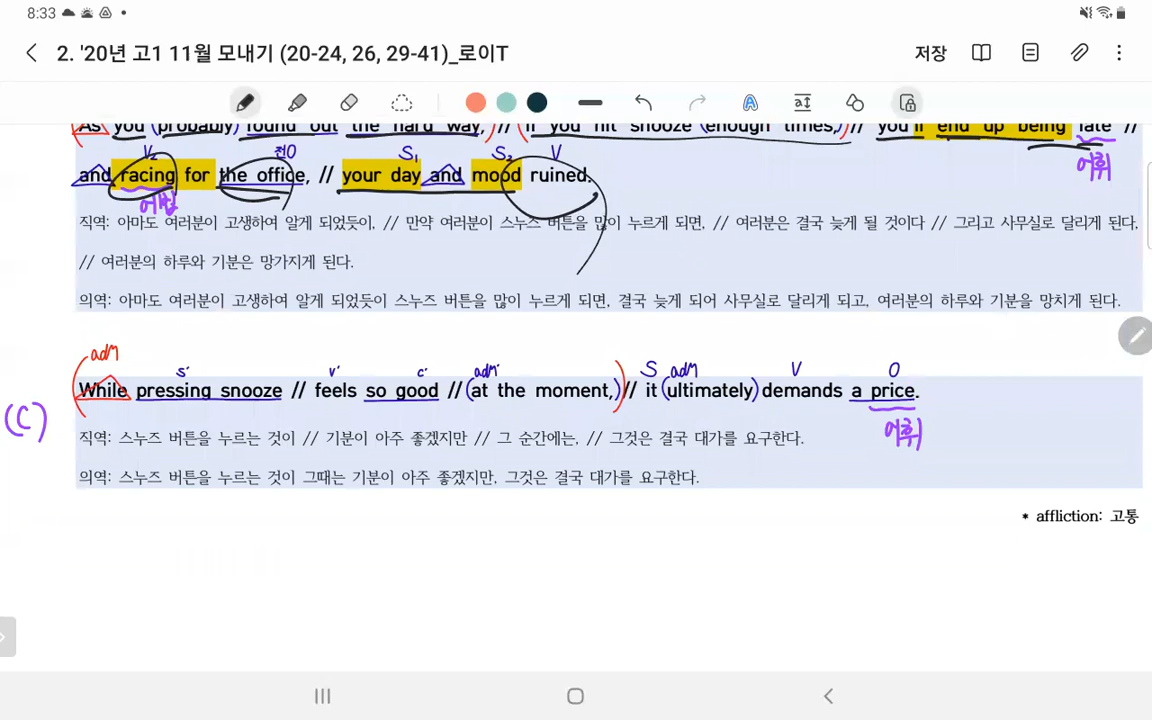 8:33
2. '20년 고1 11월 모내기 (20-24, 26, 29-41)_로이T
저장
As you (probably) found out the hard way,) // (if you hit snooze (enough times,) // you'll end up being late //
V₂ 전O S₁ S₂ V 어휘
and racing for the office, // your day and mood ruined.
어법
직역: 아마도 여러분이 고생하여 알게 되었듯이, // 만약 여러분이 스누즈 버튼을 많이 누르게 되면, // 여러분은 결국 늦게 될 것이다 // 그리고 사무실로 달리게 된다,
// 여러분의 하루와 기분은 망가지게 된다.
의역: 아마도 여러분이 고생하여 알게 되었듯이 스누즈 버튼을 많이 누르게 되면, 결국 늦게 되어 사무실로 달리게 되고, 여러분의 하루와 기분을 망치게 된다.
adM
S' V' C' adM' S adM V O
(While pressing snooze // feels so good // (at the moment,)) // it (ultimately) demands a price.
(C) 어휘
직역: 스누즈 버튼을 누르는 것이 // 기분이 아주 좋겠지만 // 그 순간에는, // 그것은 결국 대가를 요구한다.
의역: 스누즈 버튼을 누르는 것이 그때는 기분이 아주 좋겠지만, 그것은 결국 대가를 요구한다.
* affliction: 고통